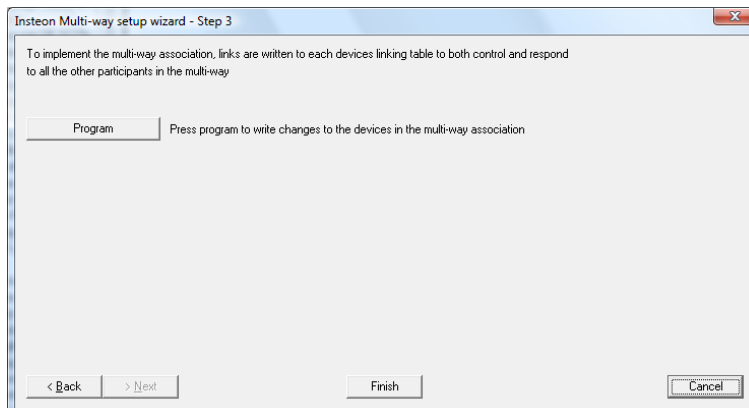 Insteon Multi-way setup wizard - Step 3
To implement the multi-way association, links are written to each devices linking table to both control and respond
to all the other participants in the multi-way
Program Press program to write changes to the devices in the multi-way association
< Back > Next Finish Cancel